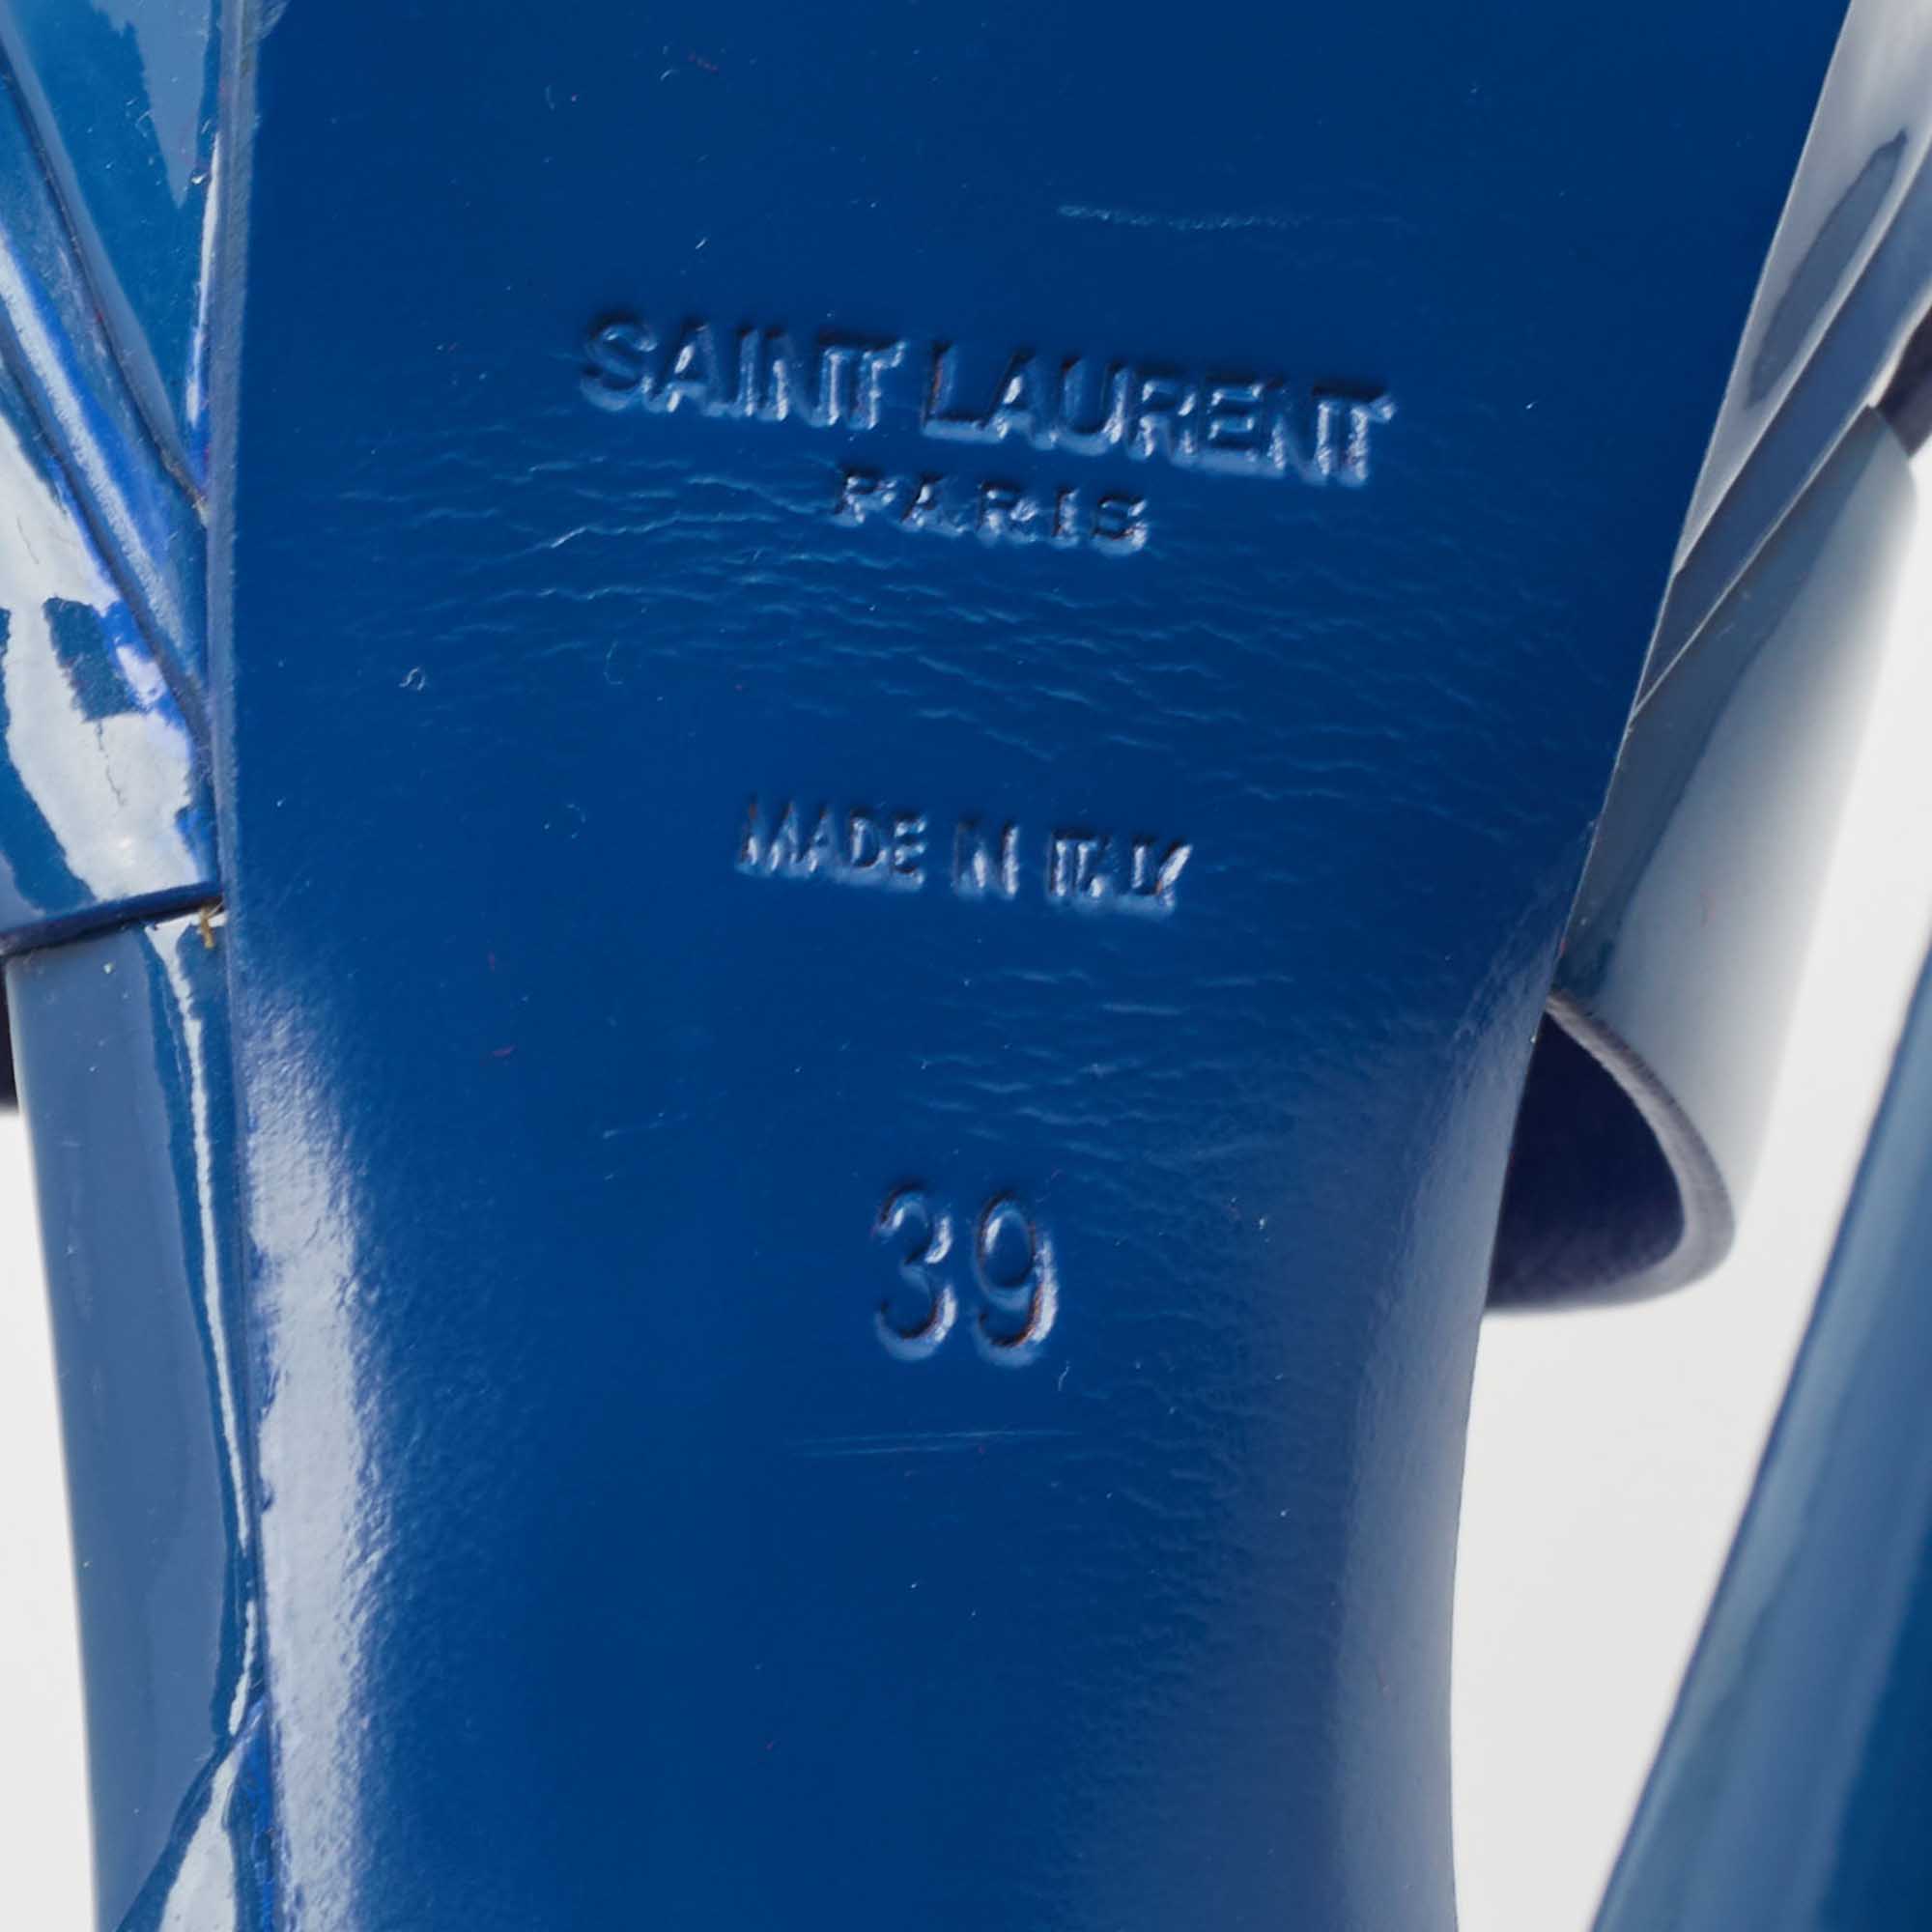 SAINT LAURENT
PARIS
MADE IN ITALY
39